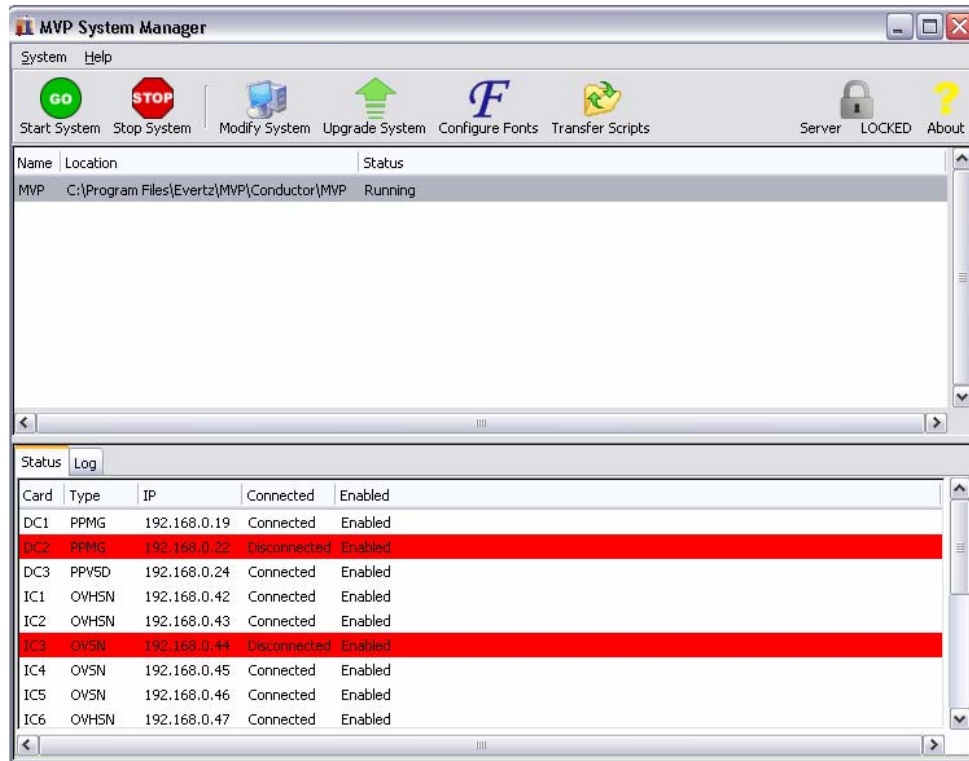 MVP System Manager
System Help
GO STOP F ?
Start System Stop System Modify System Upgrade System Configure Fonts Transfer Scripts Server LOCKED About
Name Location Status
MVP C:\Program Files\Evertz\MVP\Conductor\MVP Running
Status Log
Card Type IP Connected Enabled
DC1 PPMG 192.168.0.19 Connected Enabled
DC2 PPMG 192.168.0.22 Disconnected Enabled
DC3 PPVSD 192.168.0.24 Connected Enabled
IC1 OVHSN 192.168.0.42 Connected Enabled
IC2 OVHSN 192.168.0.43 Connected Enabled
IC3 OVSN 192.168.0.44 Disconnected Enabled
IC4 OVSN 192.168.0.45 Connected Enabled
IC5 OVSN 192.168.0.46 Connected Enabled
IC6 OVHSN 192.168.0.47 Connected Enabled